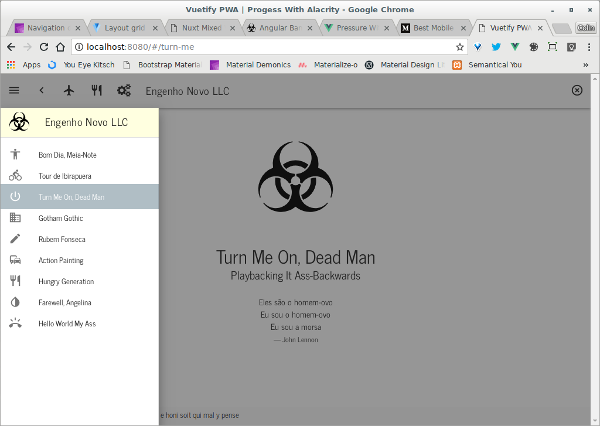 Vuetify PWA | Progess With Alacrity - Google Chrome
Navigation
Layout grid
Nuxt Mixed
Angular Ba
Pressure W
Best Mobile
Vuetify PWA
Colin
localhost:8080/#/turn-me
Apps
You Eye Kitsch
Bootstrap Materia
Material Demonics
Materialize-o
Material Design Li
Semantical You
»
Engenho Novo LLC
Engenho Novo LLC
Bom Dia, Meia-Note
Tour de Ibirapuera
Turn Me On, Dead Man
Gotham Gothic
Rubem Fonseca
Action Painting
Hungry Generation
Farewell, Angelina
Hello World My Ass
Turn Me On, Dead Man
Playbacking It Ass-Backwards
Eles são o homem-ovo
Eu sou o homem-ovo
Eu sou a morsa
— John Lennon
e honi soit qui mal y pense